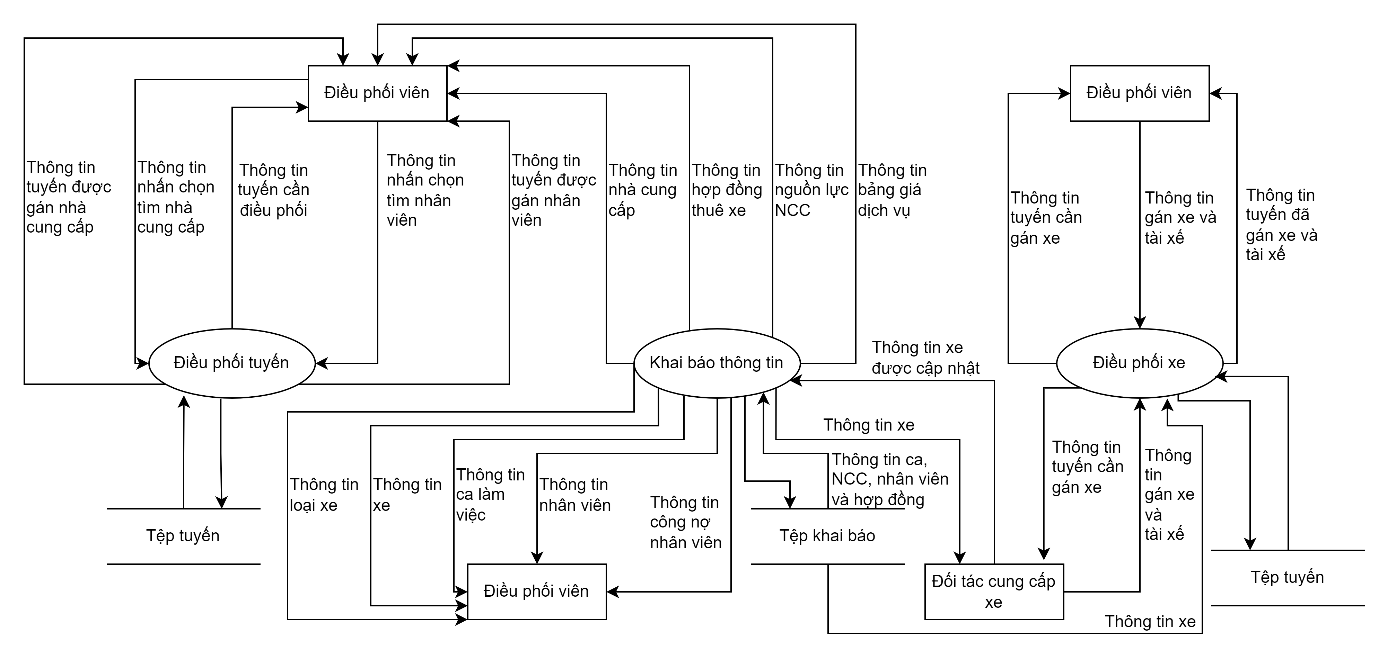 Điều phối viên
Điều phối viên
Thông tin
tuyến được
gán nhà
cung cấp
Thông tin
nhấn chọn
tìm nhà
cung cấp
Thông tin
tuyến cần
điều phối
Thông tin
nhấn chọn
tìm nhân
viên
Thông tin
tuyến được
gán nhân
viên
Thông tin
nhà cung
cấp
Thông tin
hợp đồng
thuê xe
Thông tin
nguồn lực
NCC
Thông tin
bảng giá
dịch vụ
Thông tin
tuyến cần
gán xe
Thông tin
gán xe và
tài xế
Thông tin
tuyến đã
gán xe và
tài xế
Điều phối tuyến
Khai báo thông tin
Thông tin xe
được cập nhật
Điều phối xe
Thông tin
loại xe
Thông tin
xe
Thông tin
ca làm
việc
Thông tin
nhân viên
Thông tin
công nợ
nhân viên
Thông tin xe
Thông tin ca,
NCC, nhân viên
và hợp đồng
Thông tin
tuyến cần
gán xe
Thông
tin
gán xe
và
tài xế
Tệp tuyến
Điều phối viên
Tệp khai báo
Đối tác cung cấp
xe
Tệp tuyến
Thông tin xe